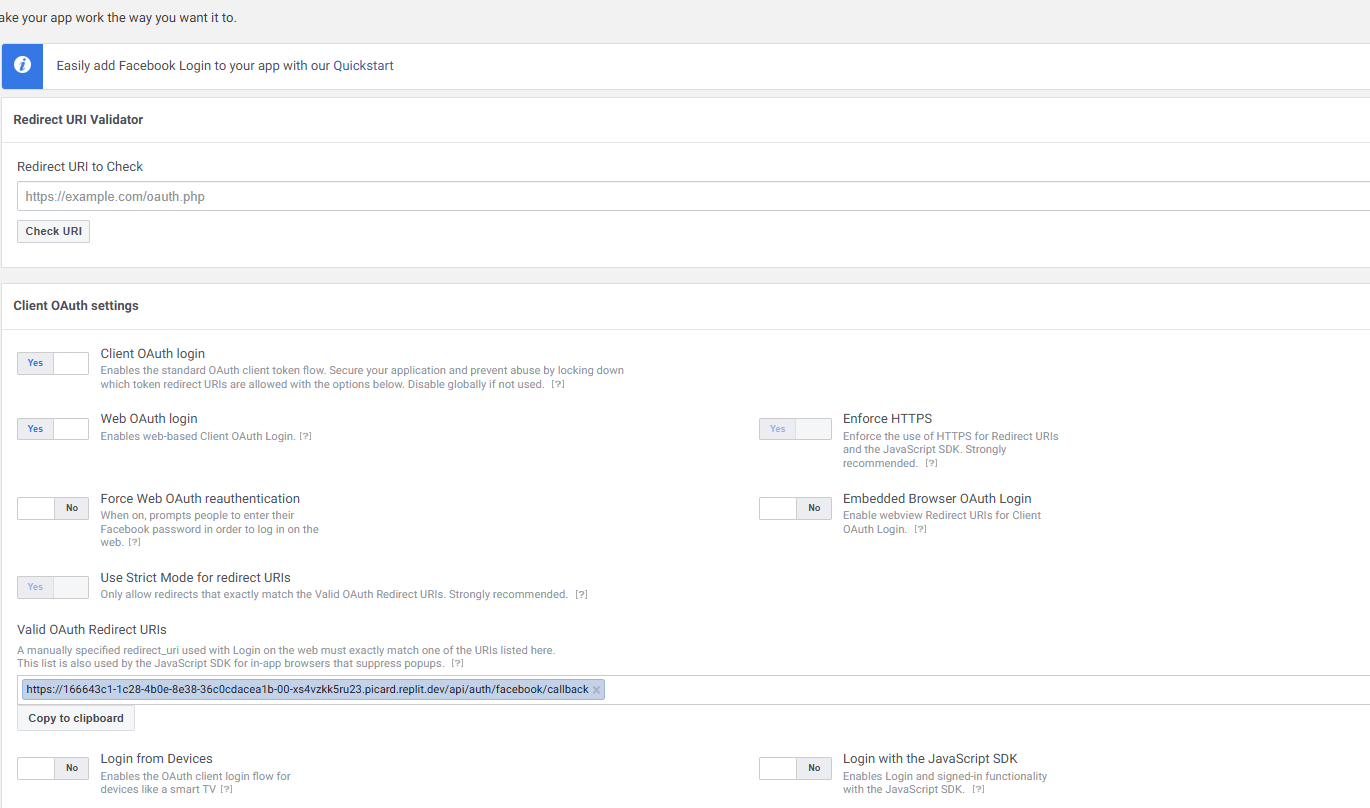 ake your app work the way you want it to.
Easily add Facebook Login to your app with our Quickstart
Redirect URI Validator
Redirect URI to Check
https://example.com/oauth.php
Check URI
Client OAuth settings
Yes
Client OAuth login
Enables the standard OAuth client token flow. Secure your application and prevent abuse by locking down
which token redirect URIs are allowed with the options below. Disable globally if not used. [?]
Yes
Web OAuth login
Enables web-based Client OAuth Login. [?]
Yes
Enforce HTTPS
Enforce the use of HTTPS for Redirect URIs
and the JavaScript SDK. Strongly
recommended. [?]
No
Force Web OAuth reauthentication
When on, prompts people to enter their
Facebook password in order to log in on the
web. [?]
No
Embedded Browser OAuth Login
Enable webview Redirect URIs for Client
OAuth Login. [?]
Yes
Use Strict Mode for redirect URIs
Only allow redirects that exactly match the Valid OAuth Redirect URIs. Strongly recommended. [?]
Valid OAuth Redirect URIs
A manually specified redirect_uri used with Login on the web must exactly match one of the URIs listed here.
This list is also used by the JavaScript SDK for in-app browsers that suppress popups. [?]
https://166643c1-1c28-4b0e-8e38-36c0cdacea1b-00-xs4vzkk5ru23.picard.replit.dev/api/auth/facebook/callback ×
Copy to clipboard
No
Login from Devices
Enables the OAuth client login flow for
devices like a smart TV [?]
No
Login with the JavaScript SDK
Enables Login and signed-in functionality
with the JavaScript SDK. [?]